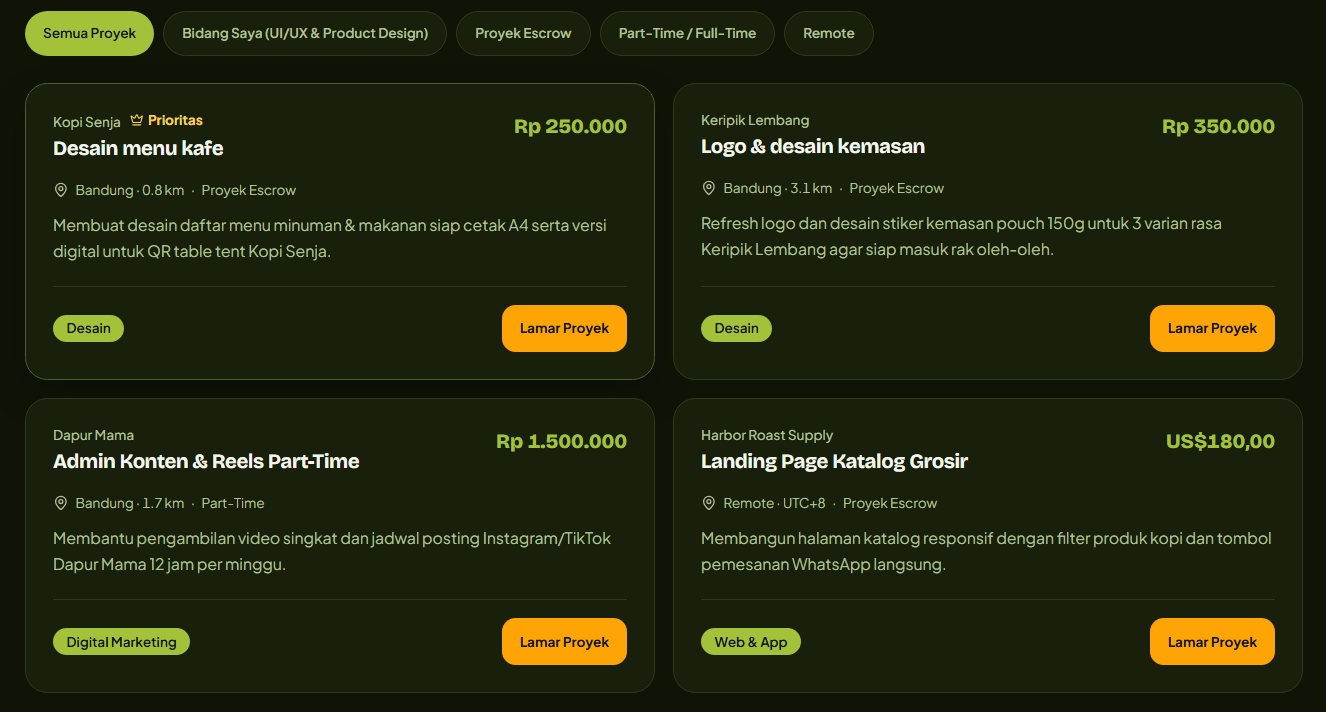 Semua Proyek
Bidang Saya (UI/UX & Product Design)
Proyek Escrow
Part-Time / Full-Time
Remote
Kopi Senja Prioritas
Rp 250.000
Desain menu kafe
Bandung · 0.8 km · Proyek Escrow
Membuat desain daftar menu minuman & makanan siap cetak A4 serta versi
digital untuk QR table tent Kopi Senja.
Desain
Lamar Proyek
Keripik Lembang
Rp 350.000
Logo & desain kemasan
Bandung · 3.1 km · Proyek Escrow
Refresh logo dan desain stiker kemasan pouch 150g untuk 3 varian rasa
Keripik Lembang agar siap masuk rak oleh-oleh.
Desain
Lamar Proyek
Dapur Mama
Rp 1.500.000
Admin Konten & Reels Part-Time
Bandung · 1.7 km · Part-Time
Membantu pengambilan video singkat dan jadwal posting Instagram/TikTok
Dapur Mama 12 jam per minggu.
Digital Marketing
Lamar Proyek
Harbor Roast Supply
US$180,00
Landing Page Katalog Grosir
Remote · UTC+8 · Proyek Escrow
Membangun halaman katalog responsif dengan filter produk kopi dan tombol
pemesanan WhatsApp langsung.
Web & App
Lamar Proyek